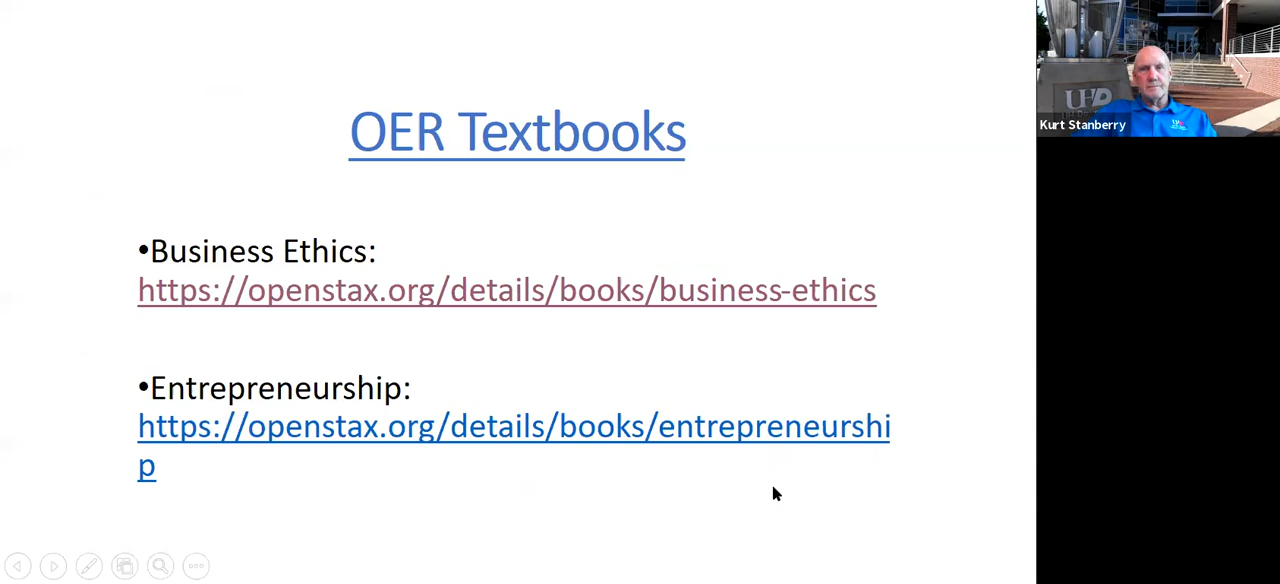 OER Textbooks
•Business Ethics:
https://openstax.org/details/books/business-ethics
•Entrepreneurship:
https://openstax.org/details/books/entrepreneurshi
p
UHD
Kurt Stanberry